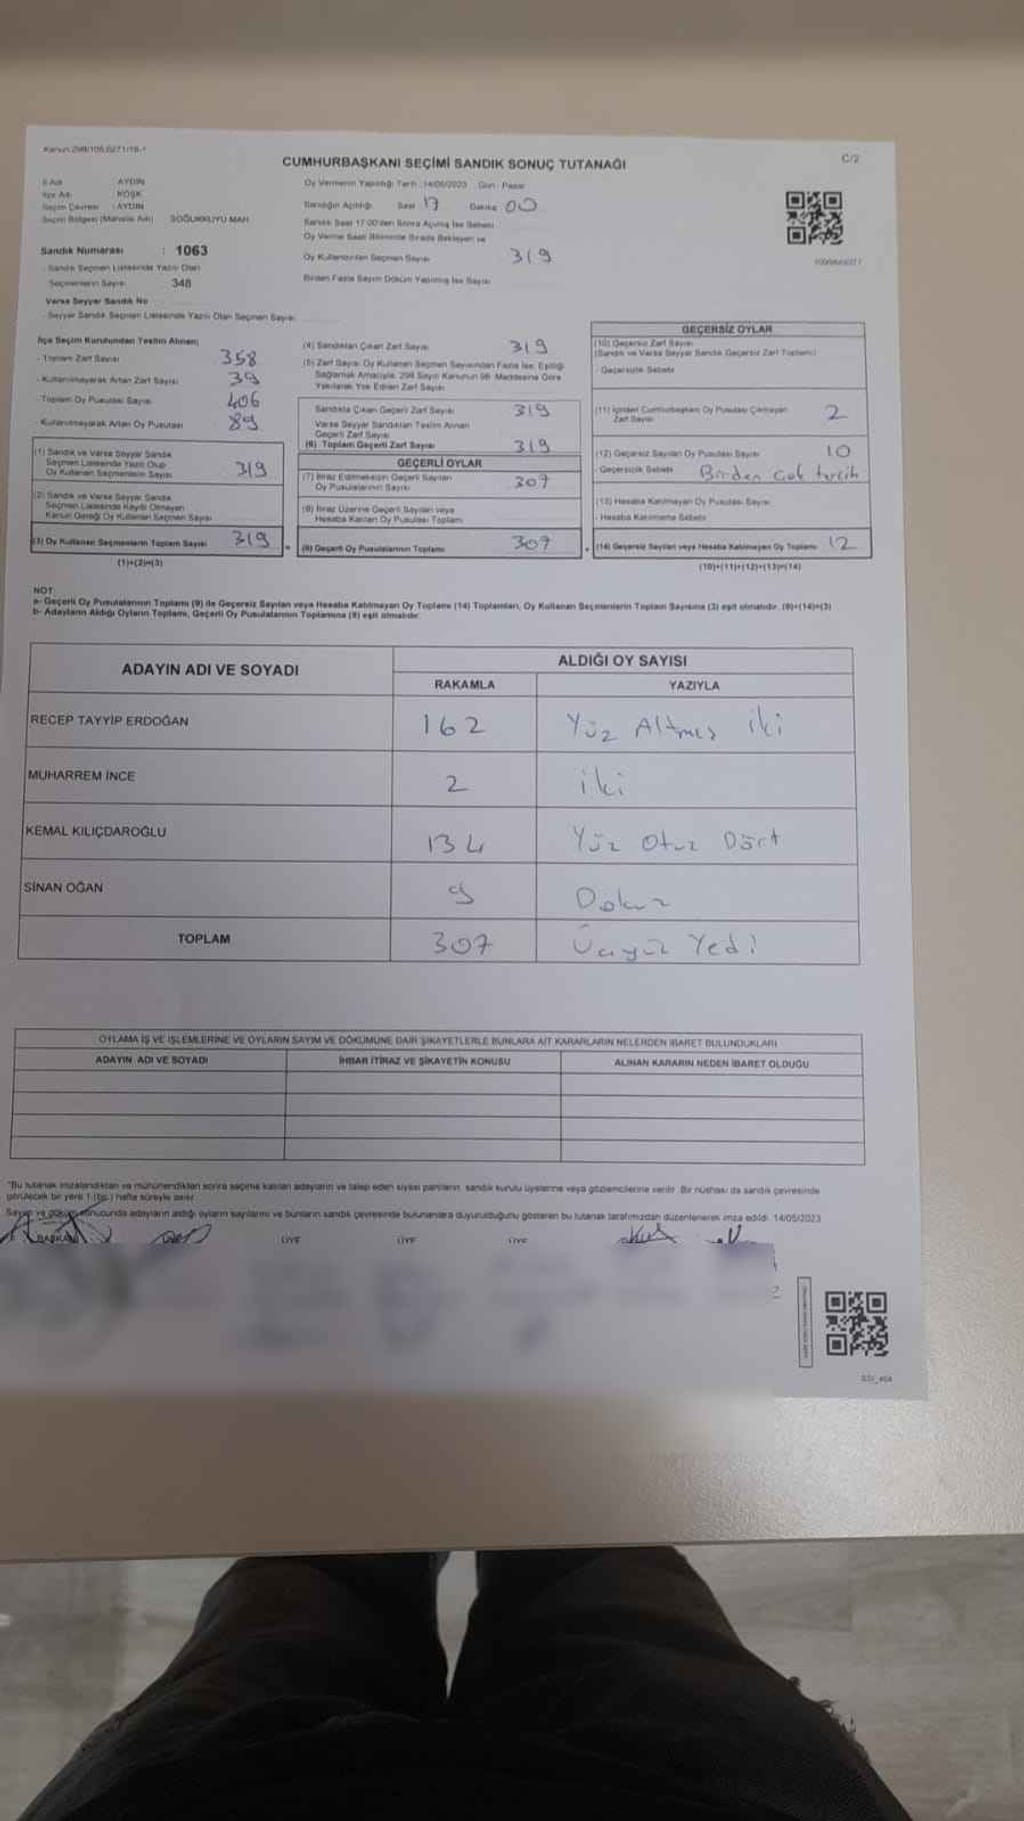 Kanun:298/105,6271/18-1
C/2
CUMHURBAŞKANI SEÇİMİ SANDIK SONUÇ TUTANAĞI
İl Adı AYDIN
İlçe Adı KÖŞK
Seçim Çevresi : AYDIN
Seçim Bölgesi (Mahalle Adı) SOĞUKKUYU MAH
Sandık Numarası : 1063
- Sandık Seçmen Listesinde Yazılı Olan
Seçmenlerin Sayısı 348
Varsa Seyyar Sandık No
- Seyyar Sandık Seçmen Listesinde Yazılı Olan Seçmen Sayısı
Oy Vermenin Yapıldığı Tarih : 14/05/2023 Gün : Pazar
Sandığın Açıldığı Saat 17 Dakika 00
Sandık Saat 17:00'den Sonra Açılmış İse Sebebi
Oy Verme Saati Bitiminde Sırada Bekleyen ve
Oy Kullandırılan Seçmen Sayısı 319
Birden Fazla Sayım Döküm Yapılmış İse Sayısı
İlçe Seçim Kurulundan Teslim Alınan;
- Toplam Zarf Sayısı 358
- Kullanılmayarak Artan Zarf Sayısı 39
- Toplam Oy Pusulası Sayısı 406
- Kullanılmayarak Artan Oy Pusulası 89
(1) Sandık ve Varsa Seyyar Sandık
Seçmen Listesinde Yazılı Olup
Oy Kullanan Seçmenlerin Sayısı 319
(2) Sandık ve Varsa Seyyar Sandık
Seçmen Listesinde Kaydı Olmayan
Kanun Gereği Oy Kullanan Seçmen Sayısı
(3) Oy Kullanan Seçmenlerin Toplam Sayısı 319
(1)+(2)=(3)
(4) Sandıktan Çıkan Zarf Sayısı 319
(5) Zarf Sayısı Oy Kullanan Seçmen Sayısından Fazla İse, Eşitliği
Sağlamak Amacıyla, 298 Sayılı Kanunun 98. Maddesine Göre
Yakılarak Yok Edilen Zarf Sayısı
Sandıkta Çıkan Geçerli Zarf Sayısı 319
Varsa Seyyar Sandıktan Teslim Alınan
Geçerli Zarf Sayısı
(6) Toplam Geçerli Zarf Sayısı 319
GEÇERLİ OYLAR
(7) İtiraz Edilmeksizin Geçerli Sayılan
Oy Pusulalarının Sayısı 307
(8) İtiraz Üzerine Geçerli Sayılan veya
Hesaba Katılan Oy Pusulası Toplamı
(9) Geçerli Oy Pusulalarının Toplamı 307
GEÇERSİZ OYLAR
(10) Geçersiz Zarf Sayısı
(Sandık ve Varsa Seyyar Sandık Geçersiz Zarf Toplamı)
- Geçersizlik Sebebi
(11) İçinden Cumhurbaşkanı Oy Pusulası Çıkmayan
Zarf Sayısı 2
(12) Geçersiz Sayılan Oy Pusulası Sayısı 10
- Geçersizlik Sebebi Birden çok tercih
(13) Hesaba Katılmayan Oy Pusulası Sayısı
- Hesaba Katılmama Sebebi
(14) Geçersiz Sayılan veya Hesaba Katılmayan Oy Toplamı 12
(10)+(11)+(12)+(13)=(14)
NOT
a- Geçerli Oy Pusulalarının Toplamı (9) ile Geçersiz Sayılan veya Hesaba Katılmayan Oy Toplamı (14) Toplamları, Oy Kullanan Seçmenlerin Toplam Sayısına (3) eşit olmalıdır. (9)+(14)=(3)
b- Adayların Aldığı Oyların Toplamı, Geçerli Oy Pusulalarının Toplamına (9) eşit olmalıdır.
ADAYIN ADI VE SOYADI
ALDIĞI OY SAYISI
RAKAMLA YAZIYLA
RECEP TAYYİP ERDOĞAN 162 Yüz Altmış iki
MUHARREM İNCE 2 iki
KEMAL KILIÇDAROĞLU 134 Yüz Otuz Dört
SİNAN OĞAN 9 Dokuz
TOPLAM 307 Üçyüz Yedi
OYLAMA İŞ VE İŞLEMLERİNE VE OYLARIN SAYIM VE DÖKÜMÜNE DAİR ŞİKAYETLERLE BUNLARA AİT KARARLARIN NELERDEN İBARET BULUNDUKLARI
ADAYIN ADI VE SOYADI İHBAR İTİRAZ VE ŞİKAYETİN KONUSU ALINAN KARARIN NEDEN İBARET OLDUĞU
*Bu tutanak imzalandıktan ve mühürlendikten sonra seçime katılan adayların ve talep eden siyasi partilerin, sandık kurulu üyelerine veya gözlemcilerine verilir. Bir nüshası da sandık çevresinde
görülecek bir yere 1 (bir) hafta süreyle asılır.
Sayım ve döküm sonucunda adayların aldığı oyların sayılarını ve bunların sandık çevresinde bulunanlara duyurulduğunu gösteren bu tutanak tarafımızdan düzenlenerek imza edildi. 14/05/2023
BAŞKAN ÜYE ÜYE ÜYE